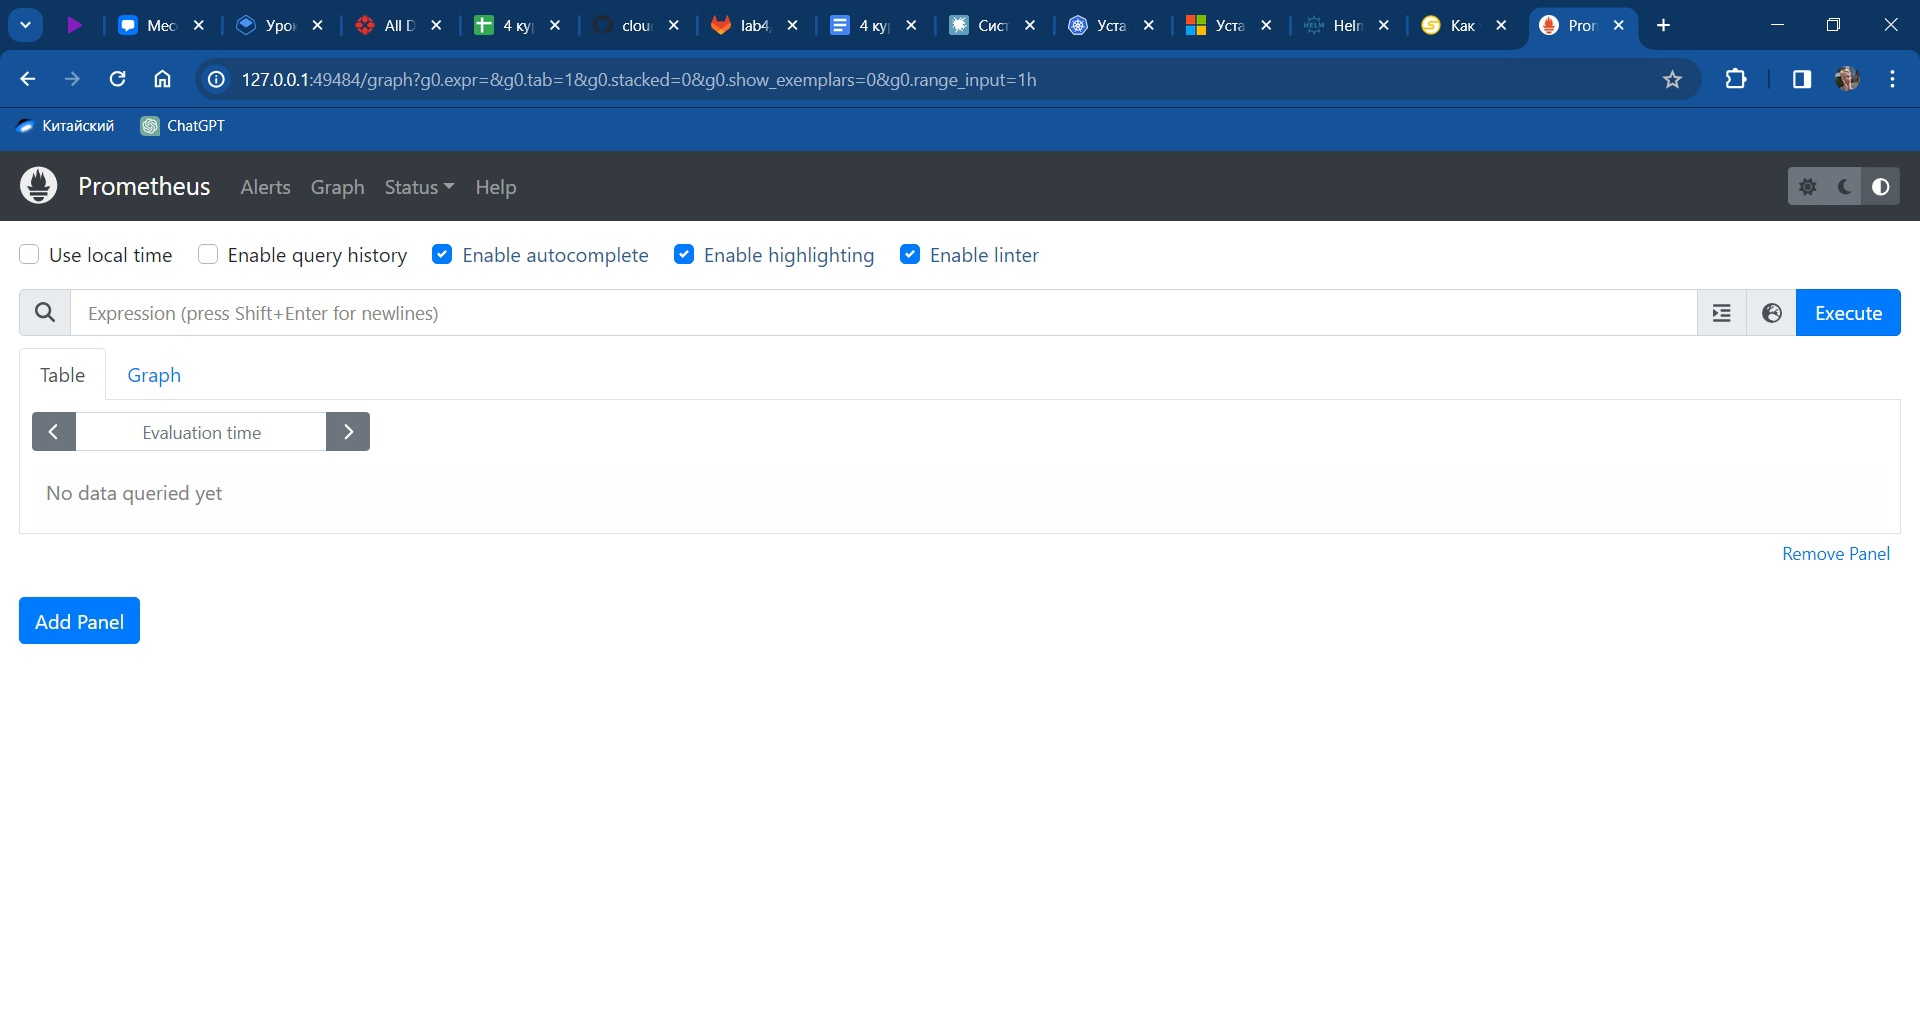 Мес
Уро
All D
4 ку
clou
lab4,
4 ку
Сист
Уста
Уста
Helm
Как
Pron
127.0.0.1:49484/graph?g0.expr=&g0.tab=1&g0.stacked=0&g0.show_exemplars=0&g0.range_input=1h
Китайский
ChatGPT
Prometheus
Alerts
Graph
Status
Help
Use local time
Enable query history
Enable autocomplete
Enable highlighting
Enable linter
Expression (press Shift+Enter for newlines)
Execute
Table
Graph
Evaluation time
No data queried yet
Remove Panel
Add Panel